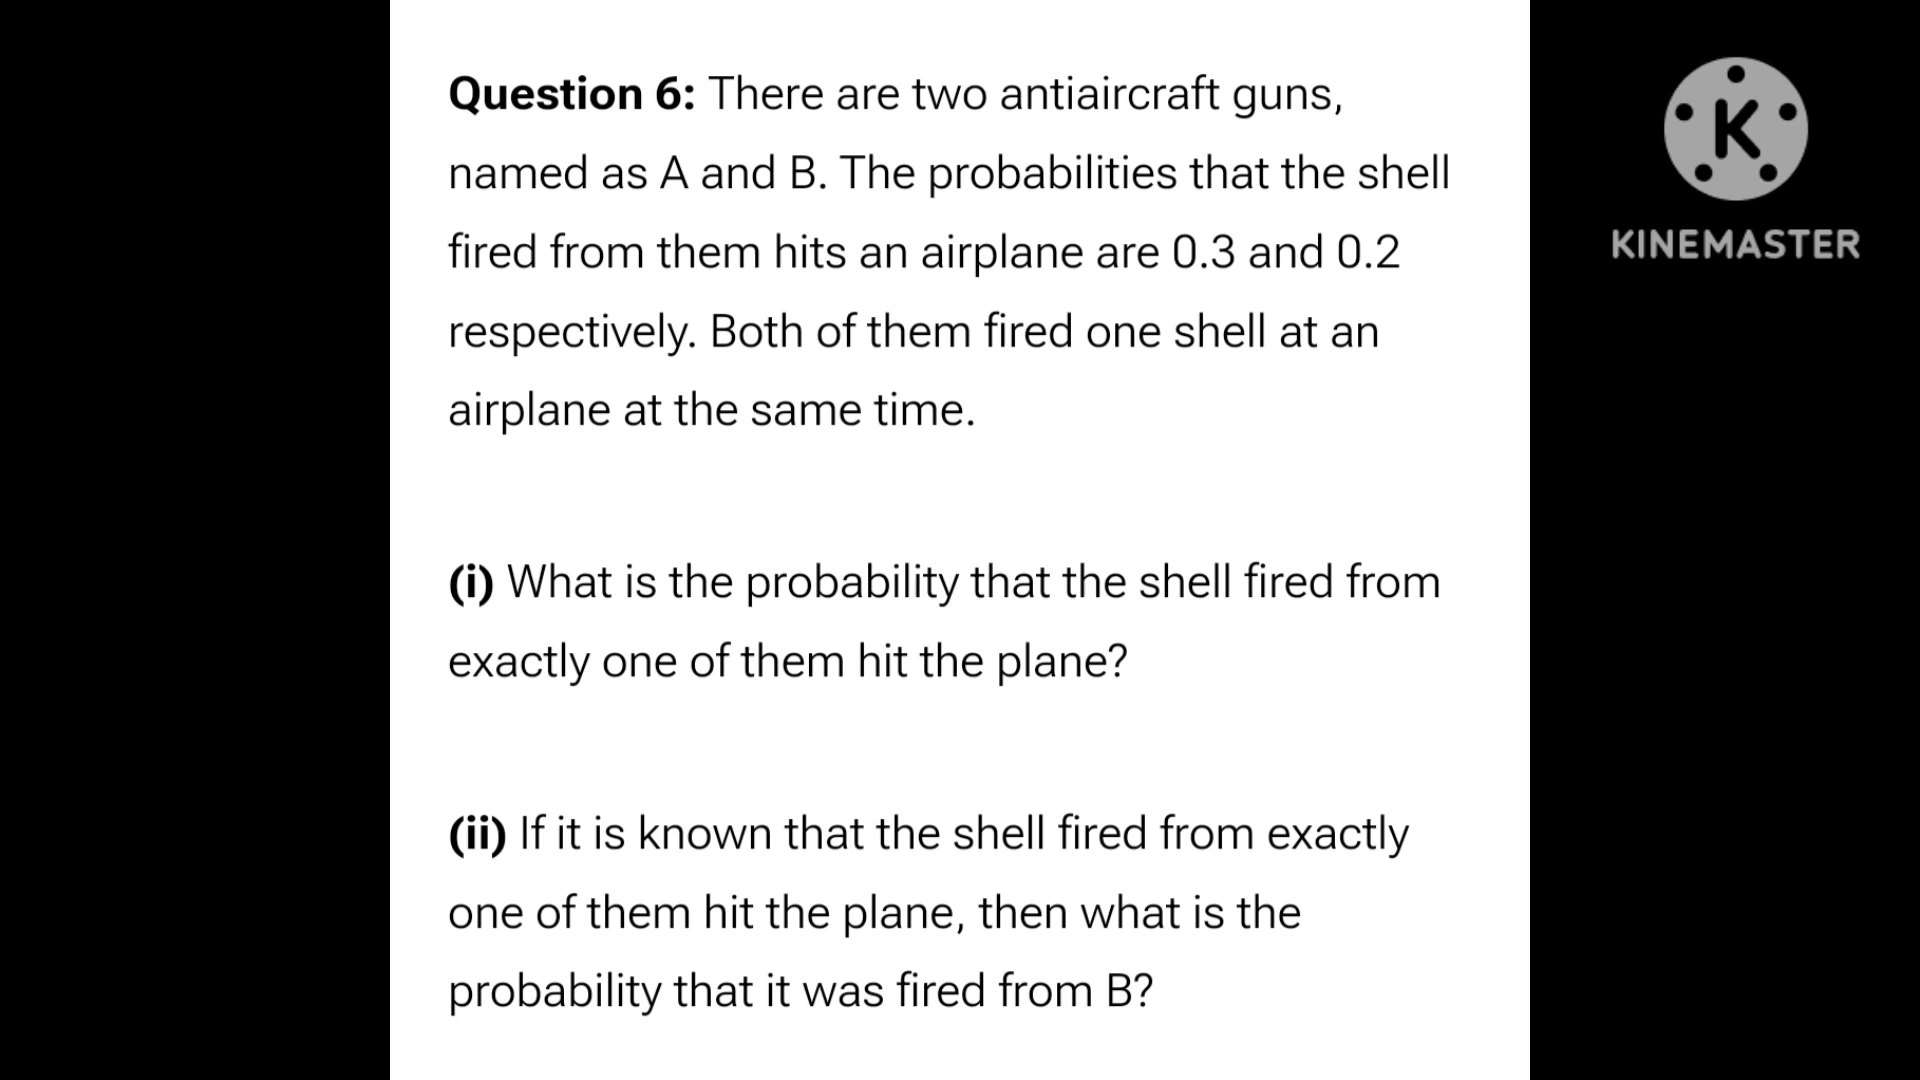 Question 6: There are two antiaircraft guns,
named as A and B. The probabilities that the shell
fired from them hits an airplane are 0.3 and 0.2
respectively. Both of them fired one shell at an
airplane at the same time.
(i) What is the probability that the shell fired from
exactly one of them hit the plane?
(ii) If it is known that the shell fired from exactly
one of them hit the plane, then what is the
probability that it was fired from B?
K
KINEMASTER